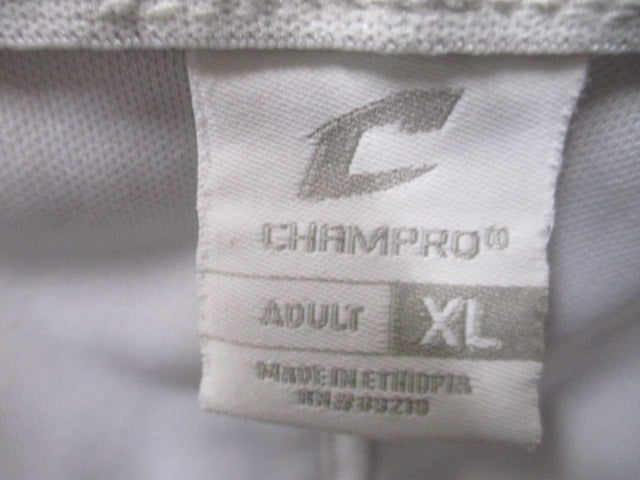 CHAMPRO®
ADULT XL
MADE IN ETHIOPIA